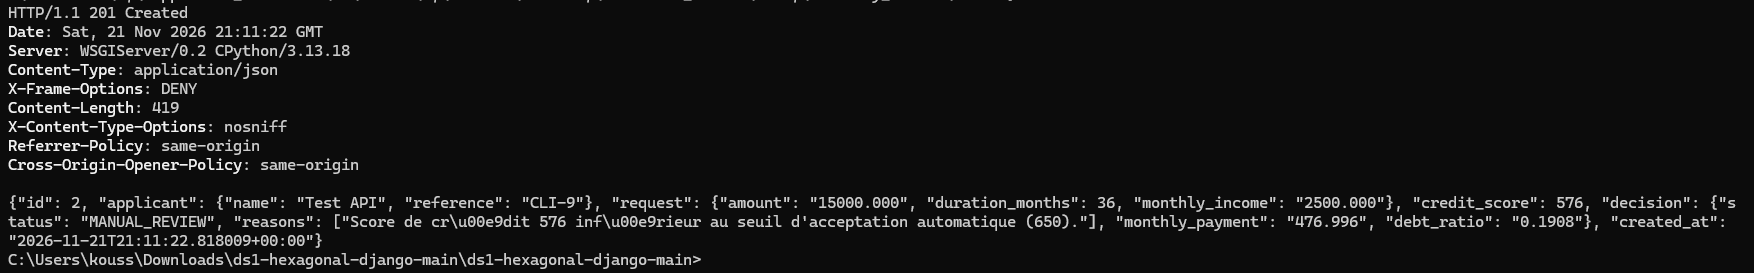 HTTP/1.1 201 Created
Date: Sat, 21 Nov 2026 21:11:22 GMT
Server: WSGIServer/0.2 CPython/3.13.18
Content-Type: application/json
X-Frame-Options: DENY
Content-Length: 419
X-Content-Type-Options: nosniff
Referrer-Policy: same-origin
Cross-Origin-Opener-Policy: same-origin
{"id": 2, "applicant": {"name": "Test API", "reference": "CLI-9"}, "request": {"amount": "15000.000", "duration_months": 36, "monthly_income": "2500.000"}, "credit_score": 576, "decision": {"s
tatus": "MANUAL_REVIEW", "reasons": ["Score de cr\u00e9dit 576 inf\u00e9rieur au seuil d'acceptation automatique (650)."], "monthly_payment": "476.996", "debt_ratio": "0.1908"}, "created_at":
"2026-11-21T21:11:22.818009+00:00"}
C:\Users\kouss\Downloads\ds1-hexagonal-django-main\ds1-hexagonal-django-main>